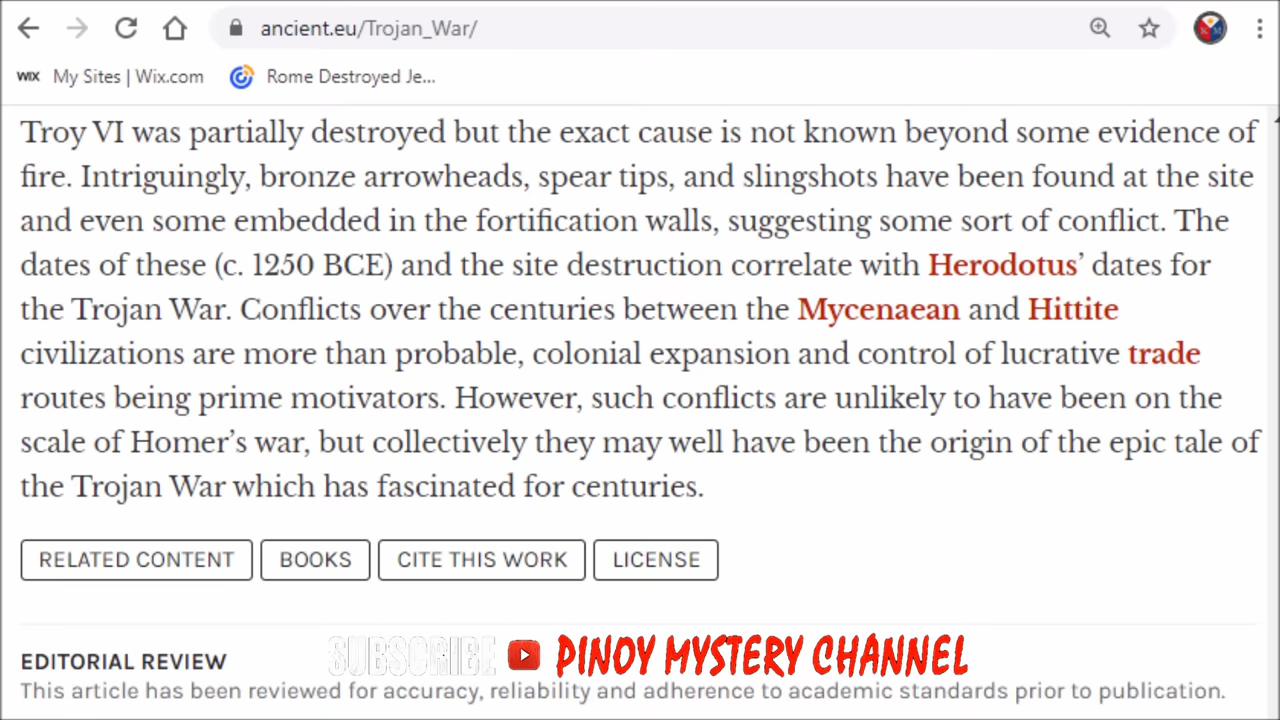 ancient.eu/Trojan_War/
WIX My Sites | Wix.com Rome Destroyed Je...
Troy VI was partially destroyed but the exact cause is not known beyond some evidence of
fire. Intriguingly, bronze arrowheads, spear tips, and slingshots have been found at the site
and even some embedded in the fortification walls, suggesting some sort of conflict. The
dates of these (c. 1250 BCE) and the site destruction correlate with Herodotus’ dates for
the Trojan War. Conflicts over the centuries between the Mycenaean and Hittite
civilizations are more than probable, colonial expansion and control of lucrative trade
routes being prime motivators. However, such conflicts are unlikely to have been on the
scale of Homer’s war, but collectively they may well have been the origin of the epic tale of
the Trojan War which has fascinated for centuries.
RELATED CONTENT BOOKS CITE THIS WORK LICENSE
SUBSCRIBE PINOY MYSTERY CHANNEL
EDITORIAL REVIEW
This article has been reviewed for accuracy, reliability and adherence to academic standards prior to publication.